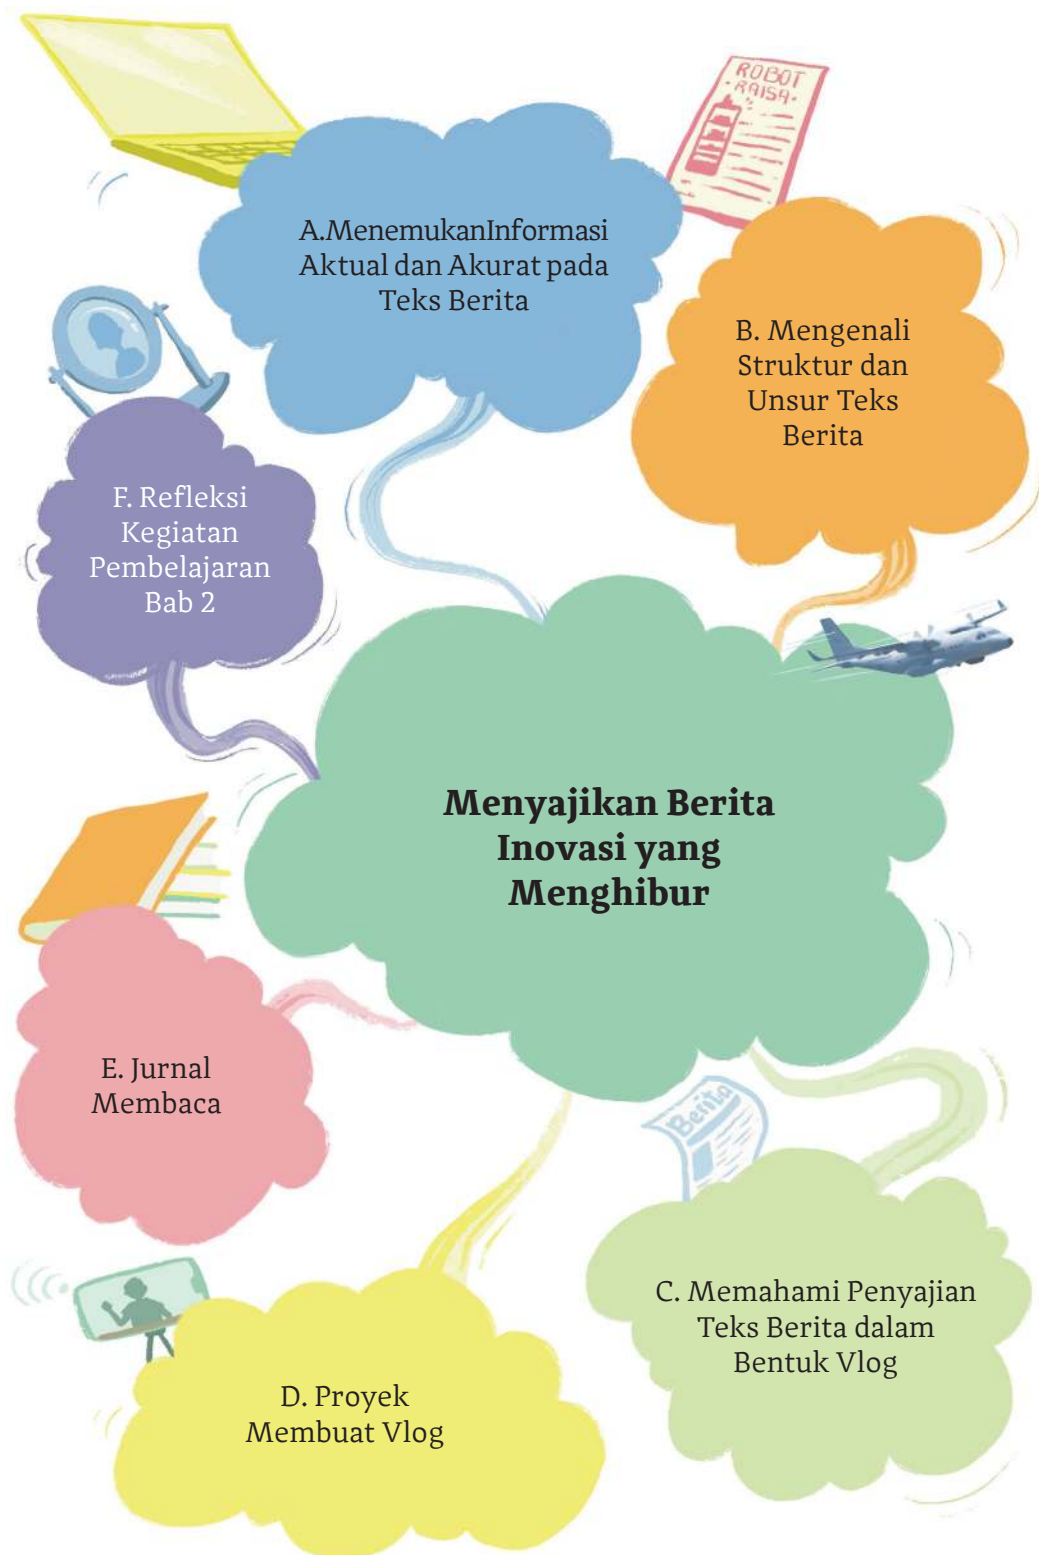 ROBOT
RAISA
A.MenemukanInformasi
Aktual dan Akurat pada
Teks Berita
B. Mengenali
Struktur dan
Unsur Teks
Berita
F. Refleksi
Kegiatan
Pembelajaran
Bab 2
Menyajikan Berita
Inovasi yang
Menghibur
E. Jurnal
Membaca
Berita
C. Memahami Penyajian
Teks Berita dalam
Bentuk Vlog
D. Proyek
Membuat Vlog